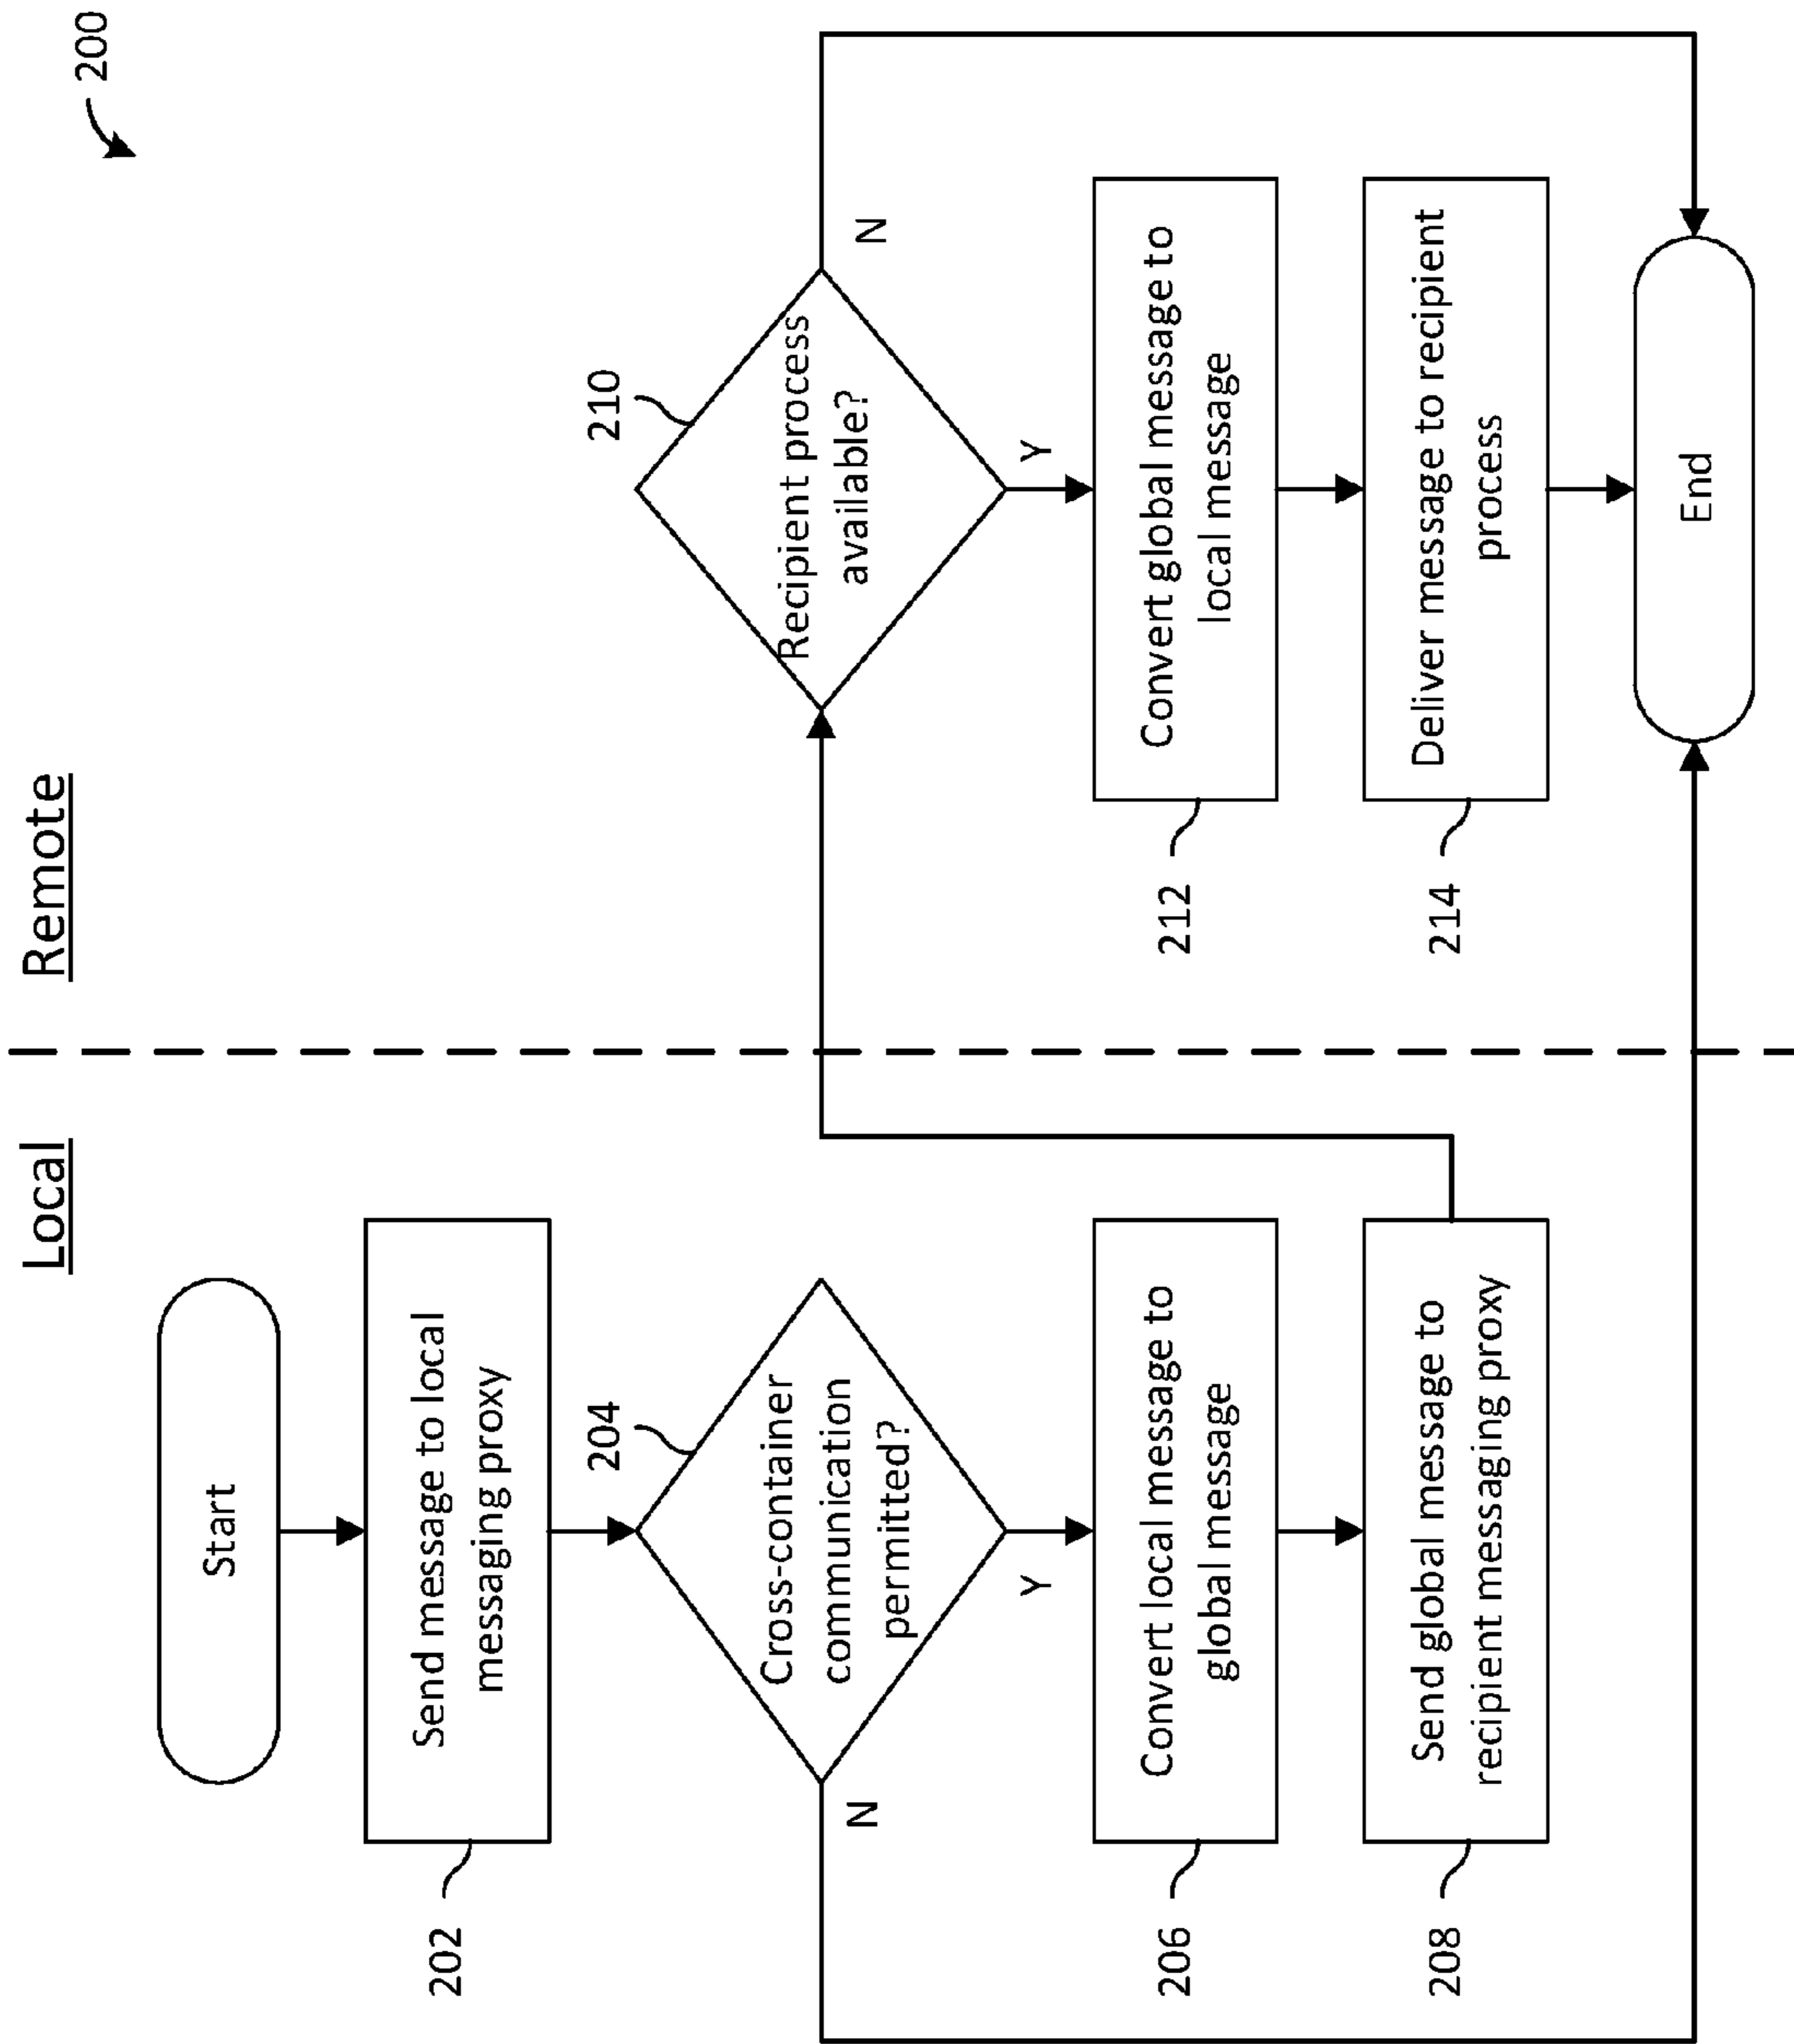 200
Local
Remote
Start
202
Send message to local
messaging proxy
204
Cross-container
communication
permitted?
N
Y
206
Convert local message to
global message
208
Send global message to
recipient messaging proxy
210
Recipient process
available?
N
Y
212
Convert global message to
local message
214
Deliver message to recipient
process
End